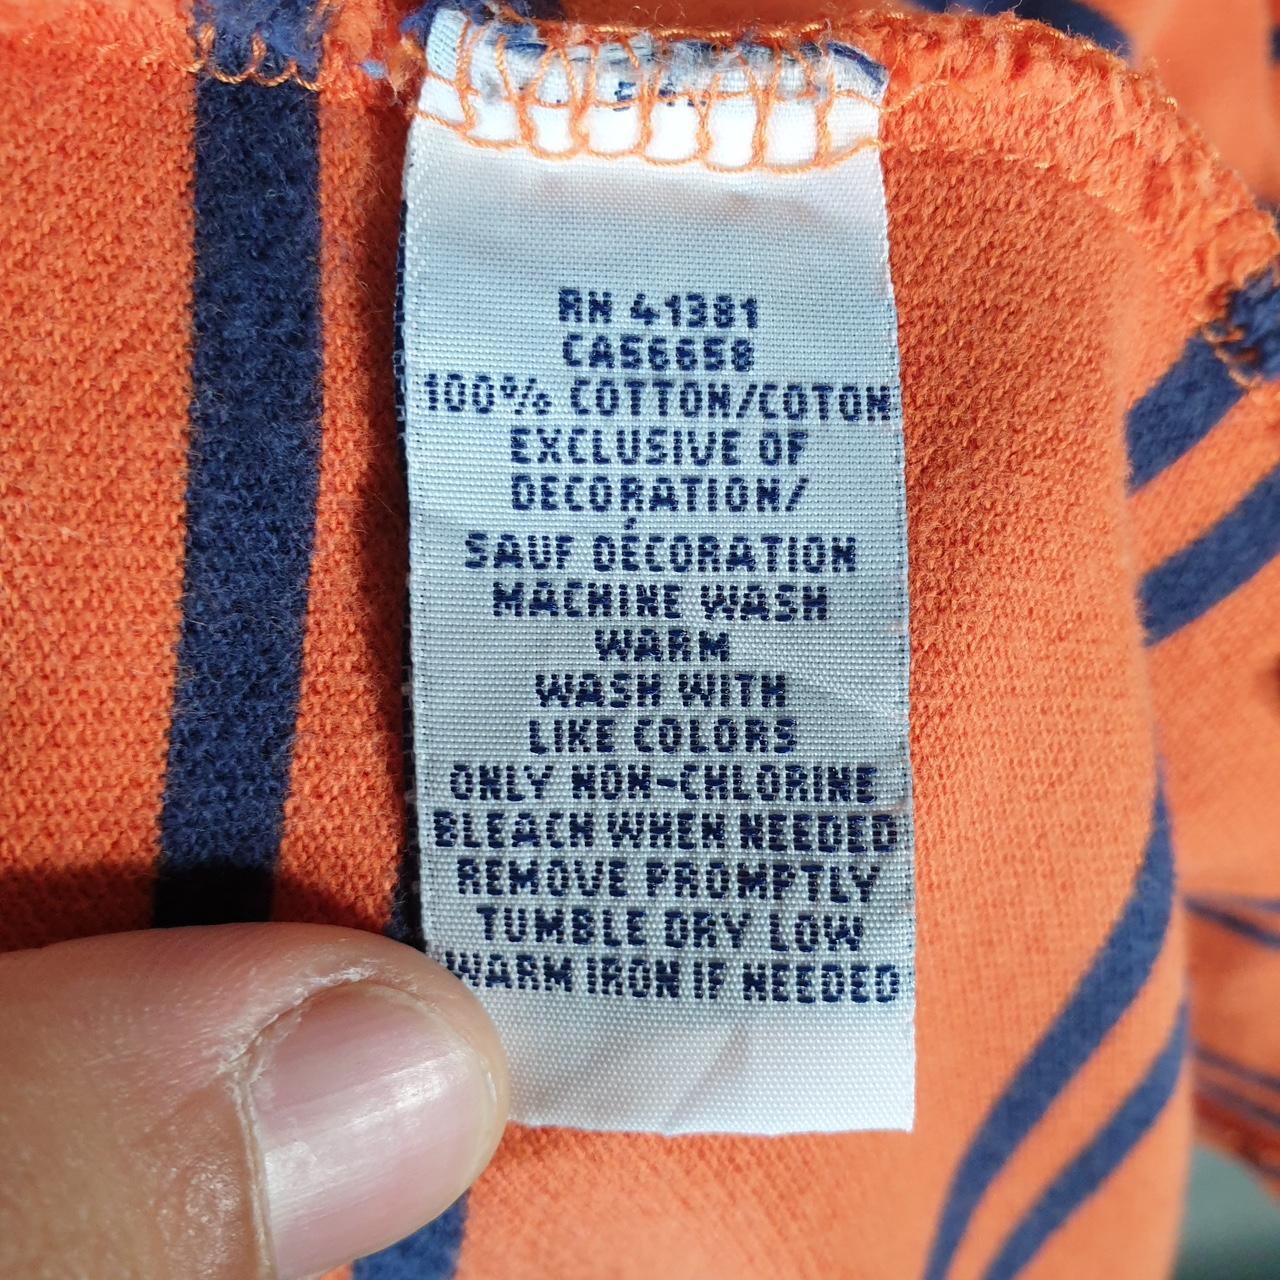 RN 41381
CA56658
100% COTTON/COTON
EXCLUSIVE OF
DECORATION/
SAUF DÉCORATION
MACHINE WASH
WARM
WASH WITH
LIKE COLORS
ONLY NON-CHLORINE
BLEACH WHEN NEEDED
REMOVE PROMPTLY
TUMBLE DRY LOW
WARM IRON IF NEEDED